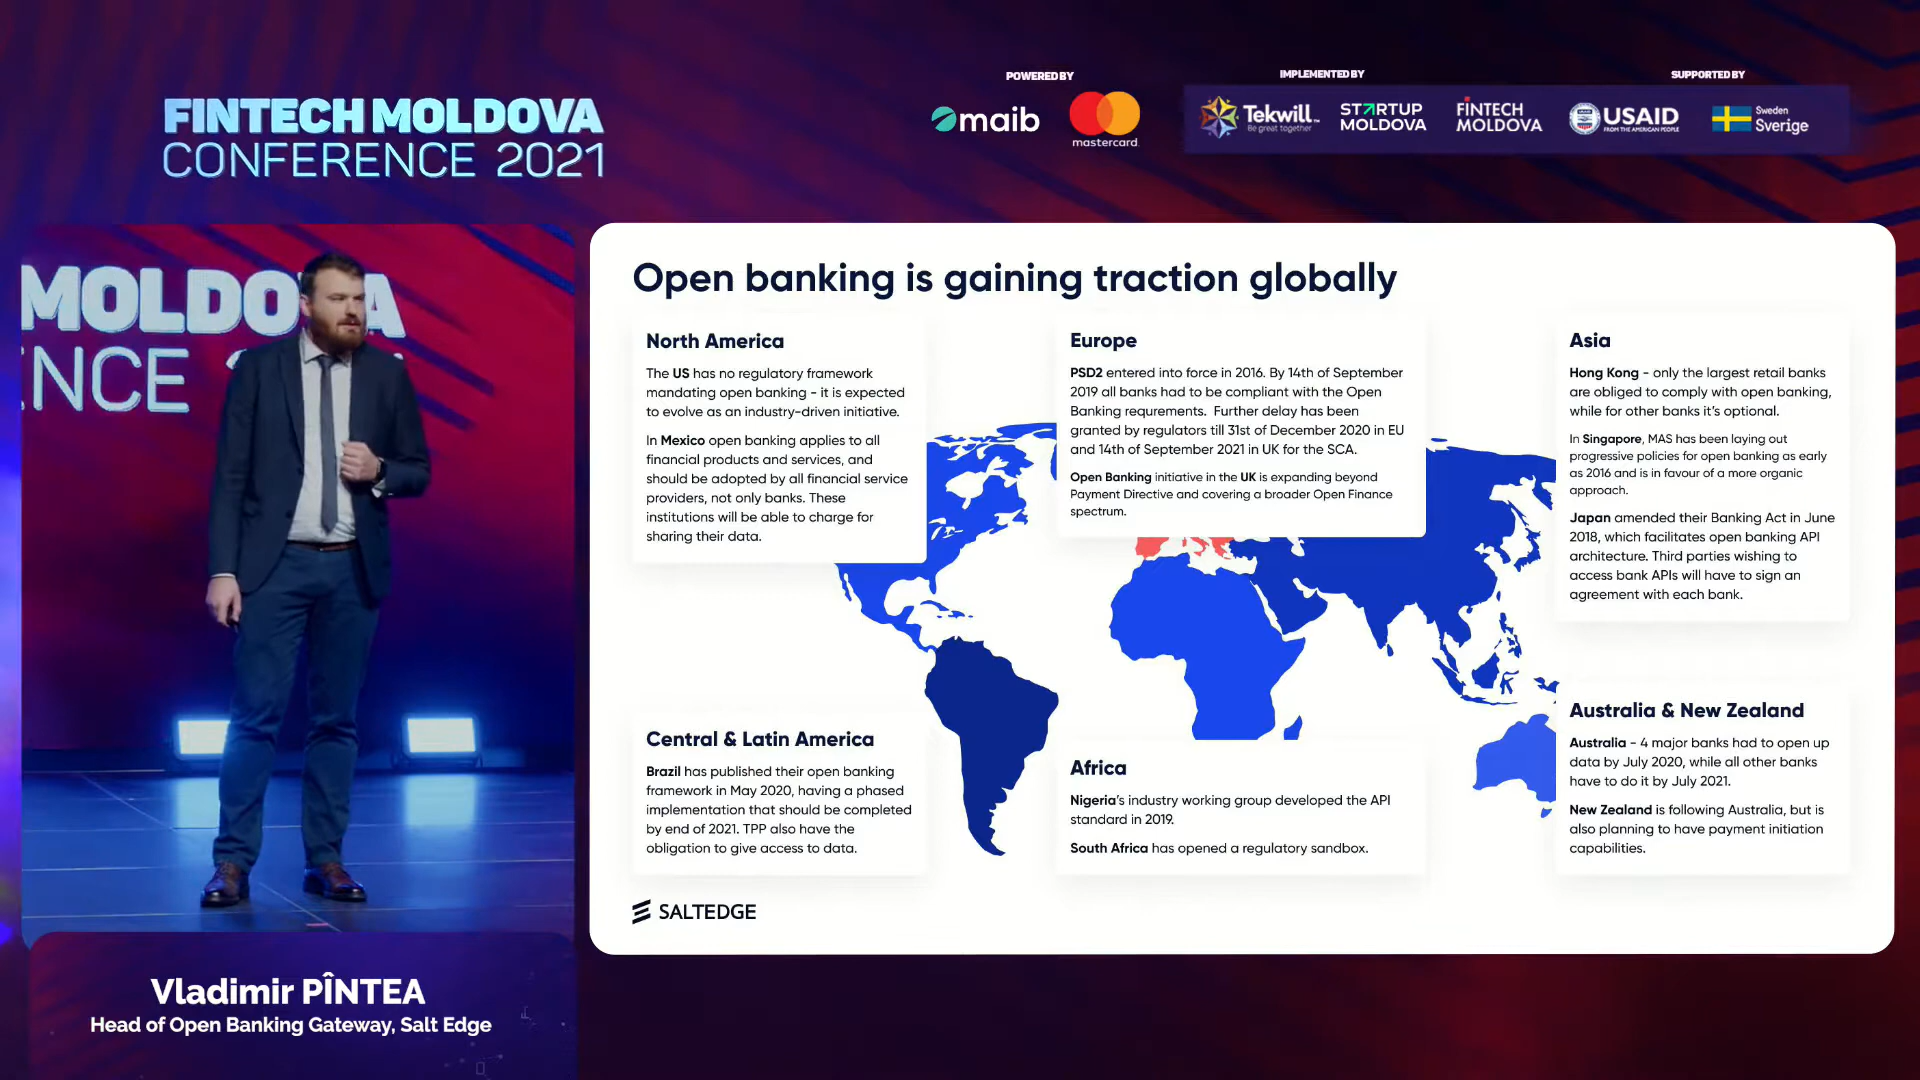 FINTECH MOLDOVA
CONFERENCE 2021
POWERED BY
maib
mastercard
IMPLEMENTED BY
Tekwill
Be great together
STARTUP
MOLDOVA
FINTECH
MOLDOVA
SUPPORTED BY
USAID
FROM THE AMERICAN PEOPLE
Sweden
Sverige
MOLDO A
NCE
Open banking is gaining traction globally
North America
The US has no regulatory framework
mandating open banking - it is expected
to evolve as an industry-driven initiative.
In Mexico open banking applies to all
financial products and services, and
should be adopted by all financial service
providers, not only banks. These
institutions will be able to charge for
sharing their data.
Europe
PSD2 entered into force in 2016. By 14th of September
2019 all banks had to be compliant with the Open
Banking requrements. Further delay has been
granted by regulators till 31st of December 2020 in EU
and 14th of September 2021 in UK for the SCA.
Open Banking initiative in the UK is expanding beyond
Payment Directive and covering a broader Open Finance
spectrum.
Asia
Hong Kong - only the largest retail banks
are obliged to comply with open banking,
while for other banks it's optional.
In Singapore, MAS has been laying out
progressive policies for open banking as early
as 2016 and is in favour of a more organic
approach.
Japan amended their Banking Act in June
2018, which facilitates open banking API
architecture. Third parties wishing to
access bank APIs will have to sign an
agreement with each bank.
Central & Latin America
Brazil has published their open banking
framework in May 2020, having a phased
implementation that should be completed
by end of 2021. TPP also have the
obligation to give access to data.
Africa
Nigeria's industry working group developed the API
standard in 2019.
South Africa has opened a regulatory sandbox.
Australia & New Zealand
Australia - 4 major banks had to open up
data by July 2020, while all other banks
have to do it by July 2021.
New Zealand is following Australia, but is
also planning to have payment initiation
capabilities.
SALTEDGE
Vladimir PÎNTEA
Head of Open Banking Gateway, Salt Edge